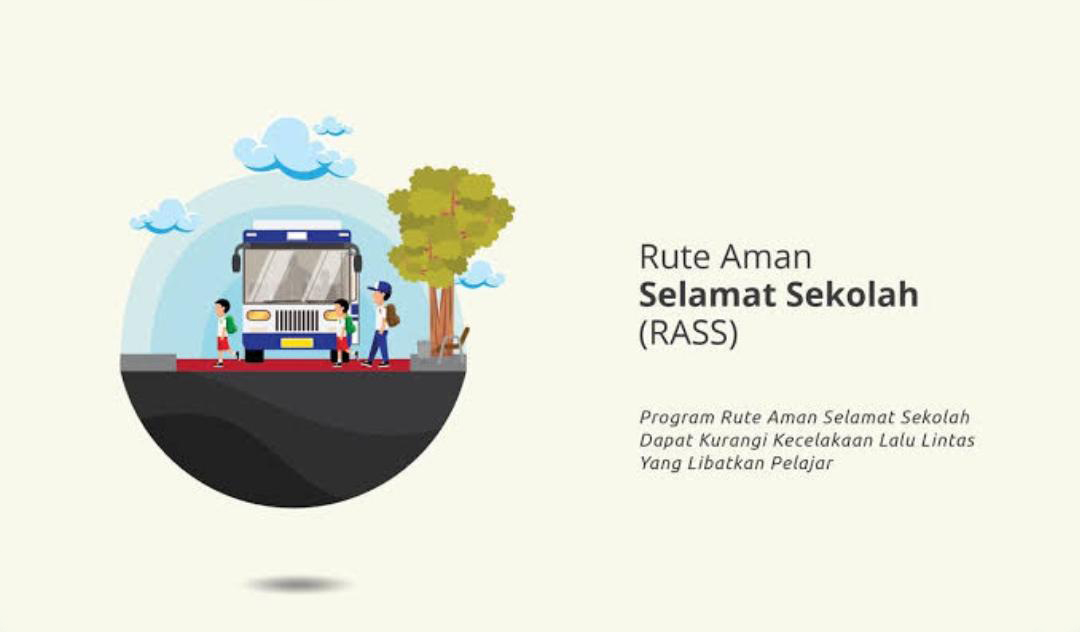 Rute Aman
Selamat Sekolah
(RASS)
Program Rute Aman Selamat Sekolah
Dapat Kurangi Kecelakaan Lalu Lintas
Yang Libatkan Pelajar